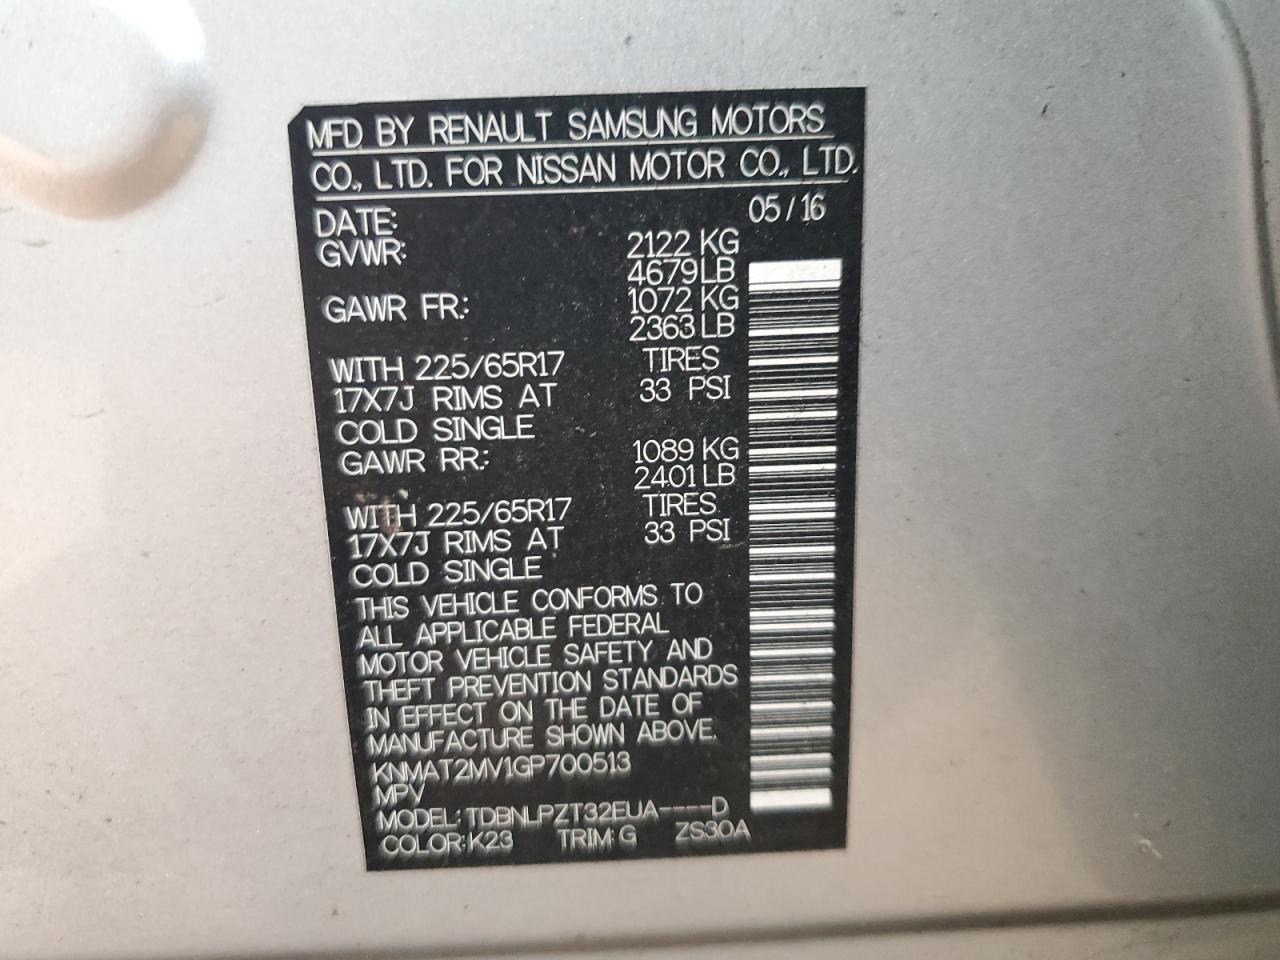 MFD BY RENAULT SAMSUNG MOTORS
CO., LTD. FOR NISSAN MOTOR CO., LTD.
DATE: 05/16
GVWR: 2122 KG
4679 LB
GAWR FR.: 1072 KG
2363 LB
WITH 225/65R17 TIRES
17X7J RIMS AT 33 PSI
COLD SINGLE
GAWR RR.: 1089 KG
2401 LB
WITH 225/65R17 TIRES
17X7J RIMS AT 33 PSI
COLD SINGLE
THIS VEHICLE CONFORMS TO
ALL APPLICABLE FEDERAL
MOTOR VEHICLE SAFETY AND
THEFT PREVENTION STANDARDS
IN EFFECT ON THE DATE OF
MANUFACTURE SHOWN ABOVE.
KNMAT2MV1GP700513
MPV
MODEL: TDBNLPZT32EUA----D
COLOR: K23 TRIM: G ZS30A